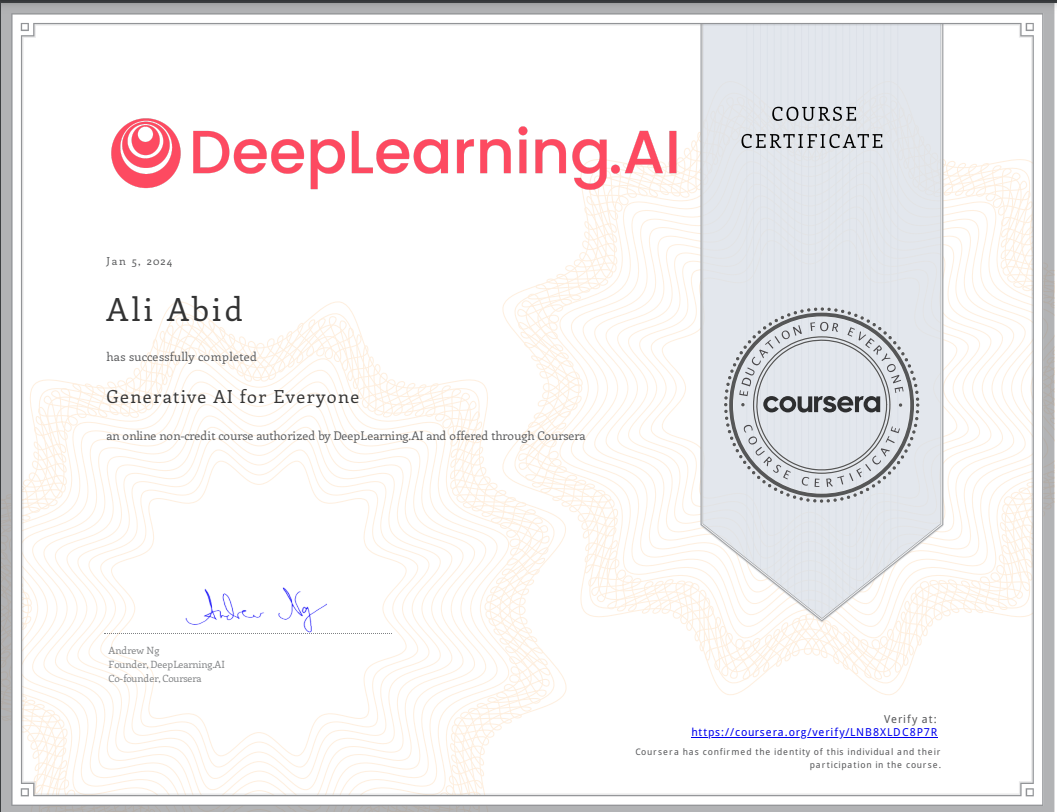 DeepLearning.AI
COURSE
CERTIFICATE
Jan 5, 2024
Ali Abid
has successfully completed
Generative AI for Everyone
an online non-credit course authorized by DeepLearning.AI and offered through Coursera
EDUCATION FOR EVERYONE
coursera
COURSE CERTIFICATE
Andrew Ng
Andrew Ng
Founder, DeepLearning.AI
Co-founder, Coursera
Verify at:
https://coursera.org/verify/LNB8XLDC8P7R
Coursera has confirmed the identity of this individual and their
participation in the course.